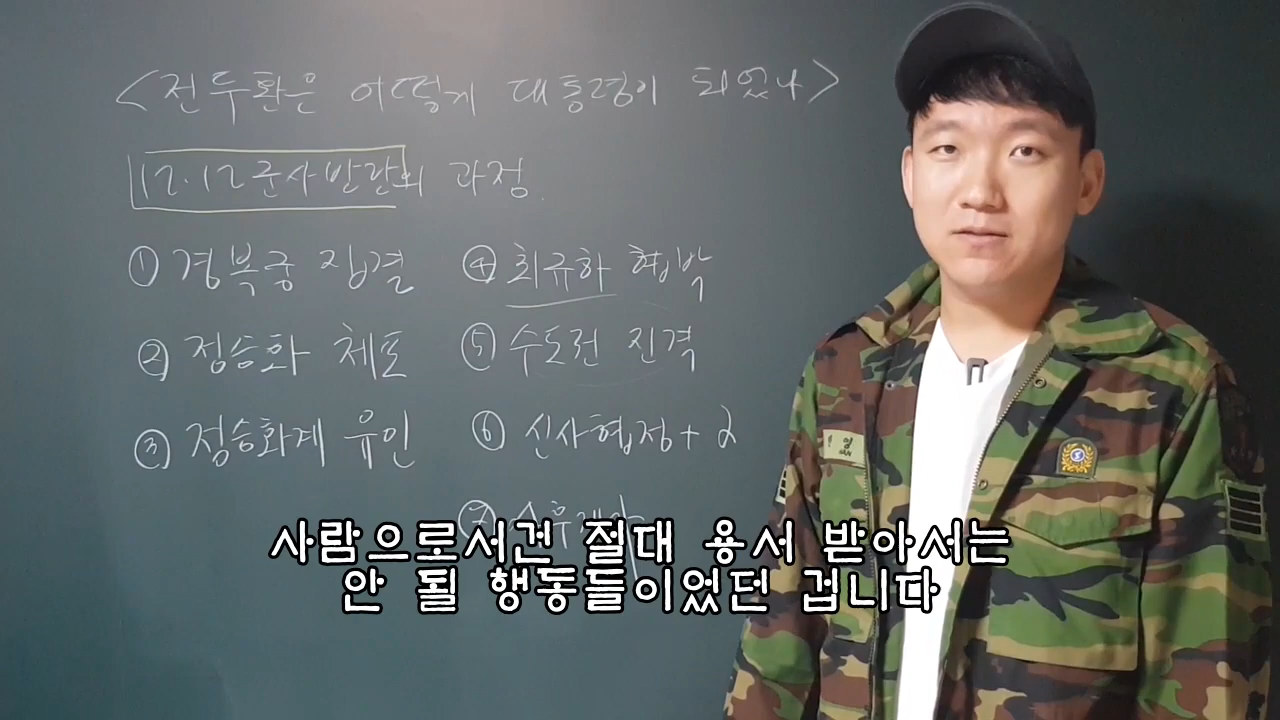 <전두환은 어떻게 대통령이 되었나>
12·12 군사반란의 과정.
① 경복궁 집결
② 정승화 체포
③ 정승화계 유인
④ 최규하 협박
⑤ 수도권 진격
⑥ 신사협정+2
⑦
사람으로서건 절대 용서 받아서는
안 될 행동들이었던 겁니다